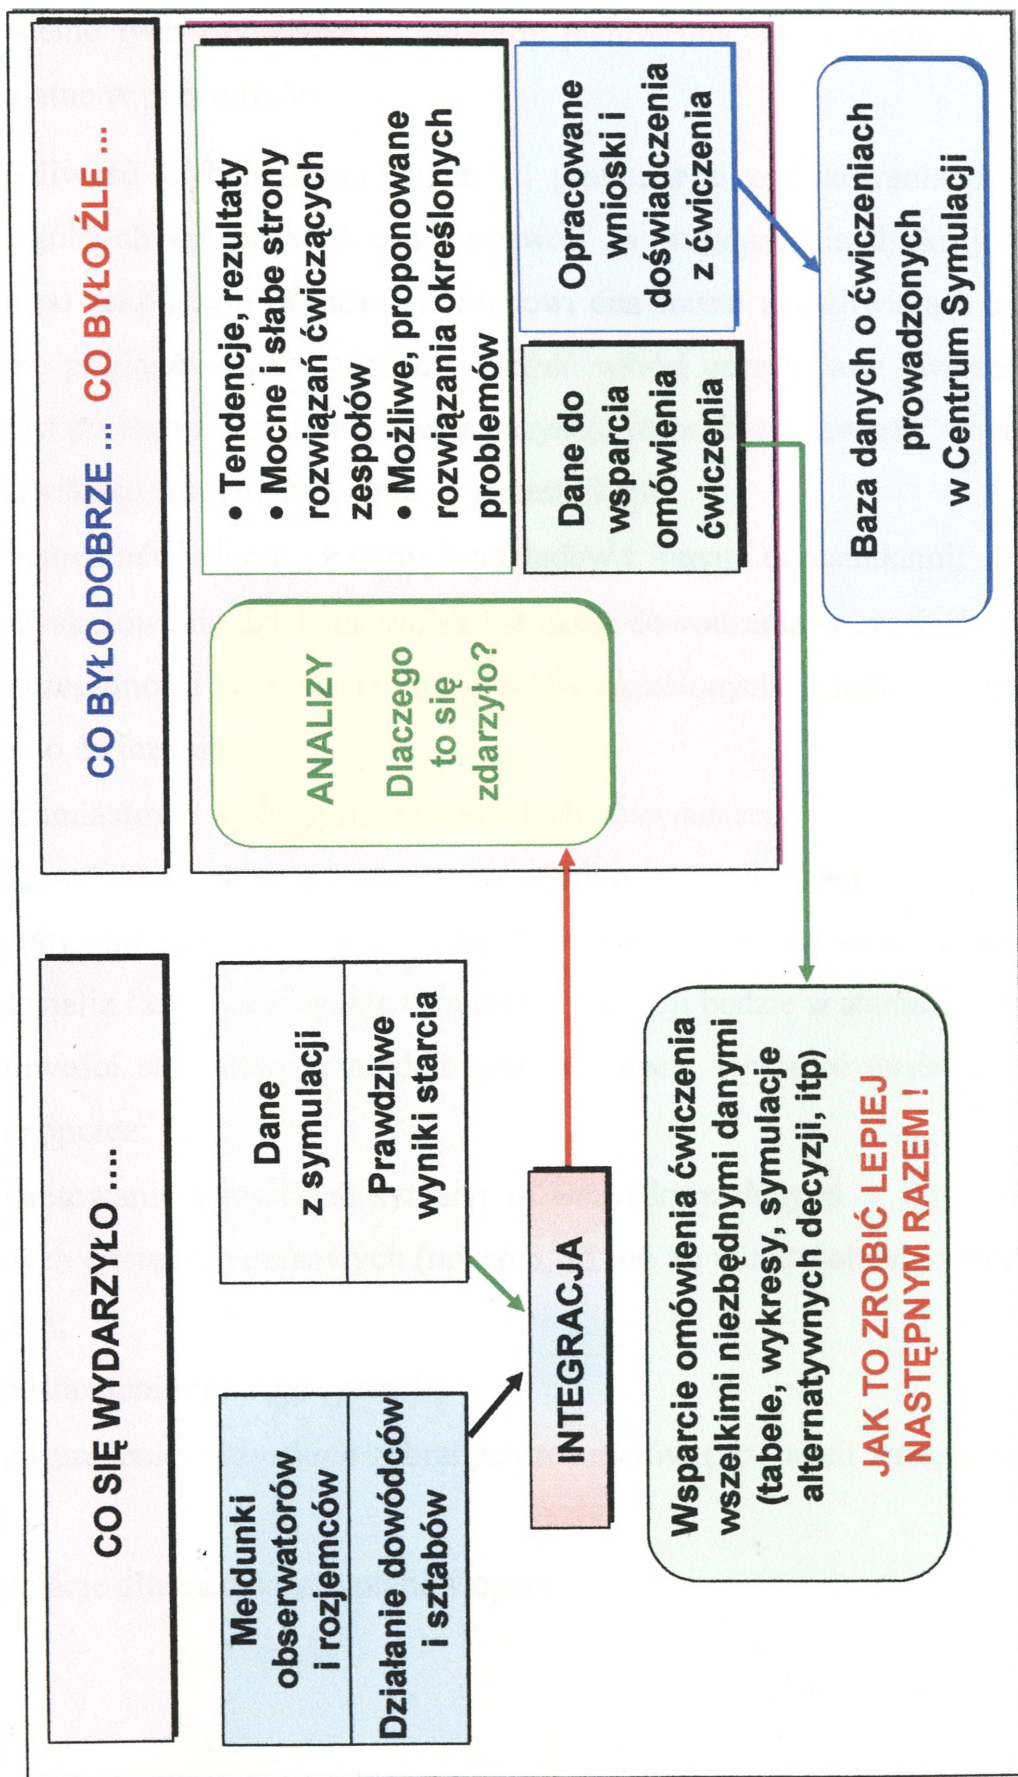 CO SIĘ WYDARZYŁO ....
CO BYŁO DOBRZE ... CO BYŁO ŹLE ...
Meldunki
obserwatorów
i rozjemców
Działanie dowódców
i sztabów
Dane
z symulacji
Prawdziwe
wyniki starcia
INTEGRACJA
ANALIZY
Dlaczego
to się
zdarzyło?
• Tendencje, rezultaty
• Mocne i słabe strony
rozwiązań ćwiczących
zespołów
• Możliwe, proponowane
rozwiązania określonych
problemów
Dane do
wsparcia
omówienia
ćwiczenia
Opracowane
wnioski i
doświadczenia
z ćwiczenia
Wsparcie omówienia ćwiczenia
wszelkimi niezbędnymi danymi
(tabele, wykresy, symulacje
alternatywnych decyzji, itp)
JAK TO ZROBIĆ LEPIEJ
NASTĘPNYM RAZEM !
Baza danych o ćwiczeniach
prowadzonych
w Centrum Symulacji